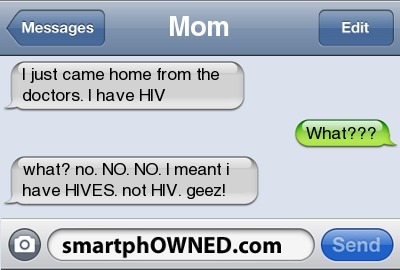 Messages
Mom
Edit
I just came home from the
doctors. I have HIV
What???
what? no. NO. NO. I meant i
have HIVES. not HIV. geez!
smartphOWNED.com
Send